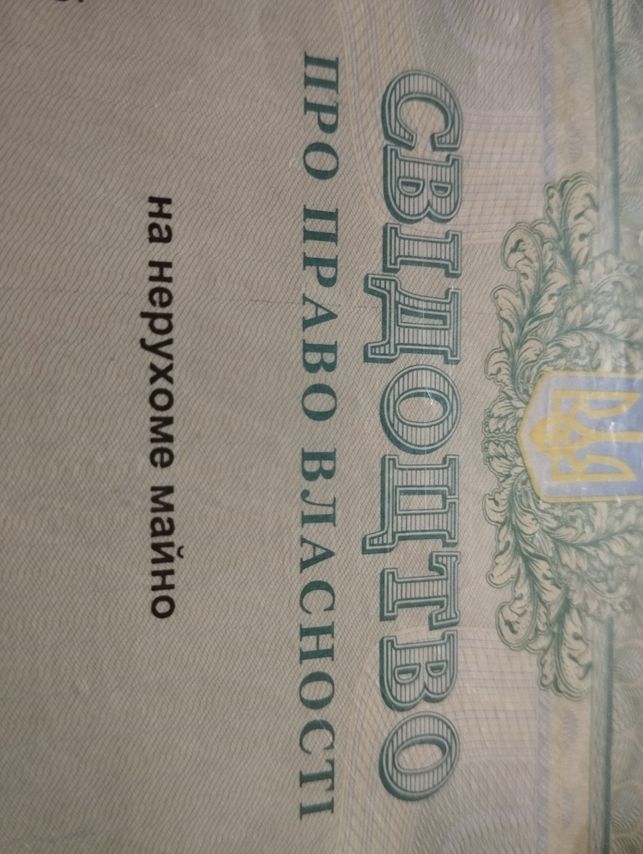 СВІДОЦТВО
ПРО ПРАВО ВЛАСНОСТІ
на нерухоме майно